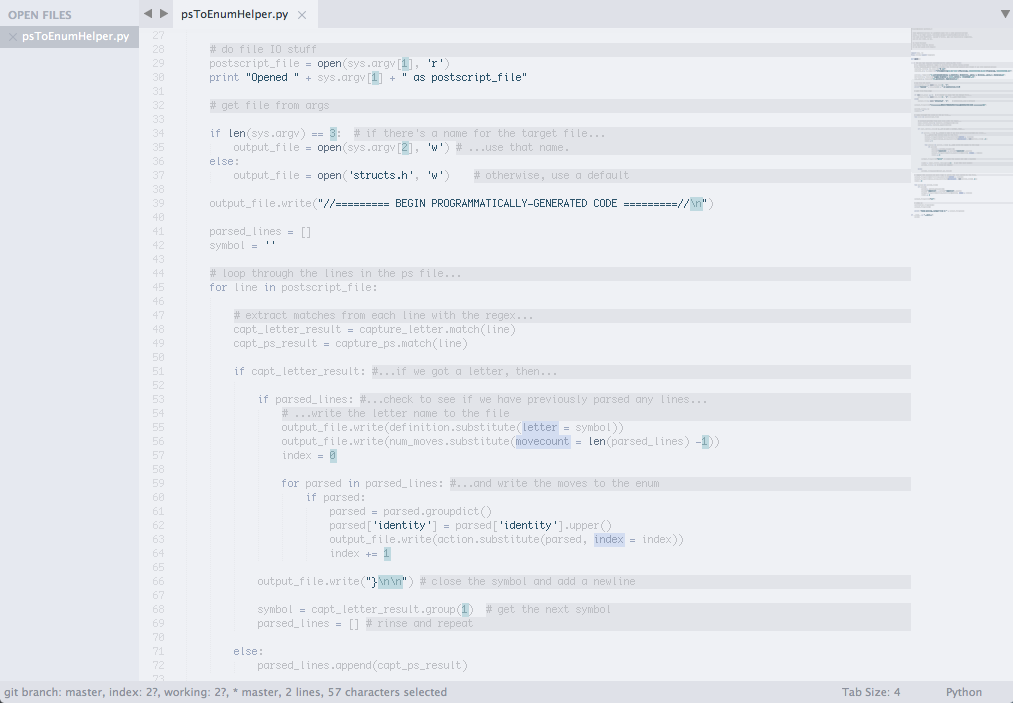 OPEN FILES
psToEnumHelper.py
psToEnumHelper.py
27
28 # do file IO stuff
29 postscript_file = open(sys.argv[1], 'r')
30 print "Opened " + sys.argv[1] + " as postscript_file"
31
32 # get file from args
33
34 if len(sys.argv) == 3:  # if there's a name for the target file...
35     output_file = open(sys.argv[2], 'w') # ...use that name.
36 else:
37     output_file = open('structs.h', 'w')    # otherwise, use a default
38
39 output_file.write("//========= BEGIN PROGRAMMATICALLY-GENERATED CODE =========//\n")
40
41 parsed_lines = []
42 symbol = ''
43
44 # loop through the lines in the ps file...
45 for line in postscript_file:
46
47     # extract matches from each line with the regex...
48     capt_letter_result = capture_letter.match(line)
49     capt_ps_result = capture_ps.match(line)
50
51     if capt_letter_result: #...if we got a letter, then...
52
53         if parsed_lines: #...check to see if we have previously parsed any lines...
54             # ...write the letter name to the file
55             output_file.write(definition.substitute(letter = symbol))
56             output_file.write(num_moves.substitute(movecount = len(parsed_lines) -1))
57             index = 0
58
59             for parsed in parsed_lines: #...and write the moves to the enum
60                 if parsed:
61                     parsed = parsed.groupdict()
62                     parsed['identity'] = parsed['identity'].upper()
63                     output_file.write(action.substitute(parsed, index = index))
64                     index += 1
65
66         output_file.write("}\n\n") # close the symbol and add a newline
67
68         symbol = capt_letter_result.group(1)  # get the next symbol
69         parsed_lines = [] # rinse and repeat
70
71     else:
72         parsed_lines.append(capt_ps_result)
73
git branch: master, index: 2?, working: 2?, * master, 2 lines, 57 characters selected
Tab Size: 4
Python